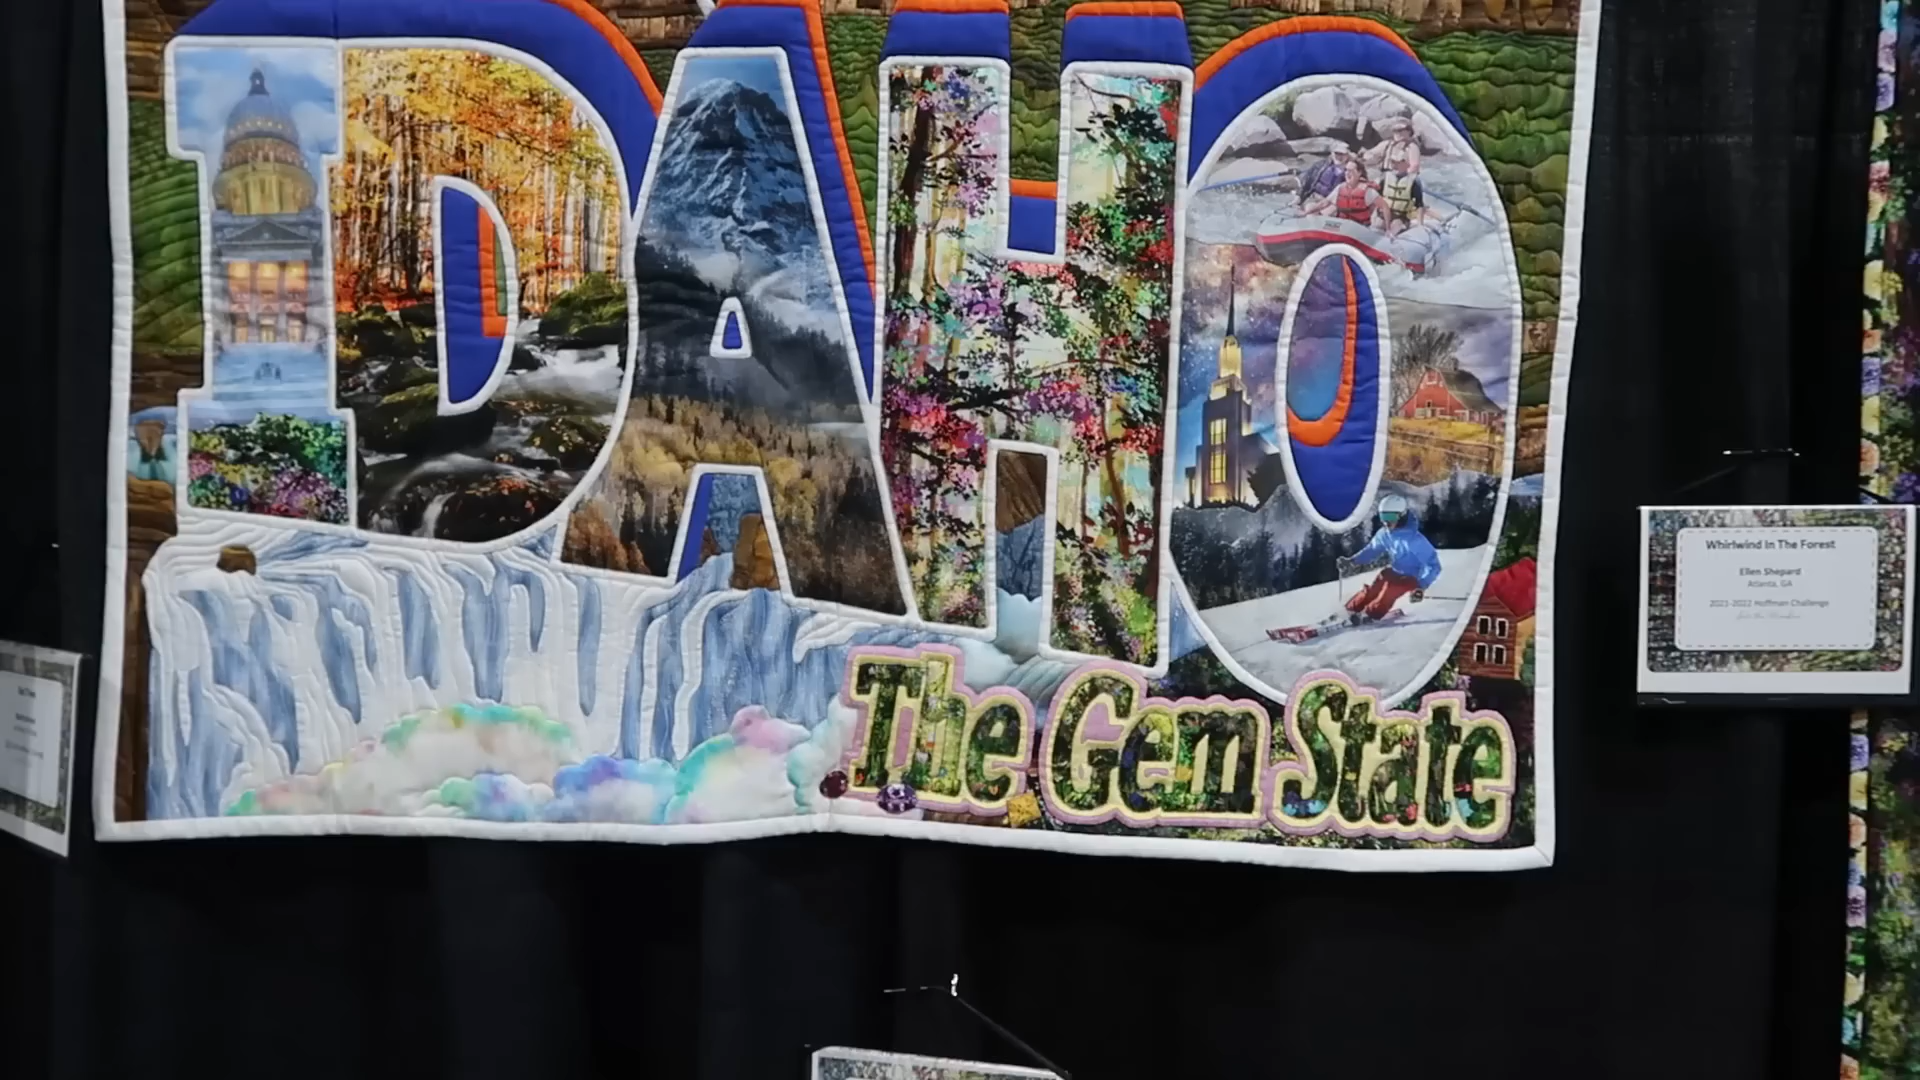 IDAHO
The Gem State
Whirlwind In The Forest
Ellen Shepard
Atlanta, GA
2021-2022 Hoffman Challenge